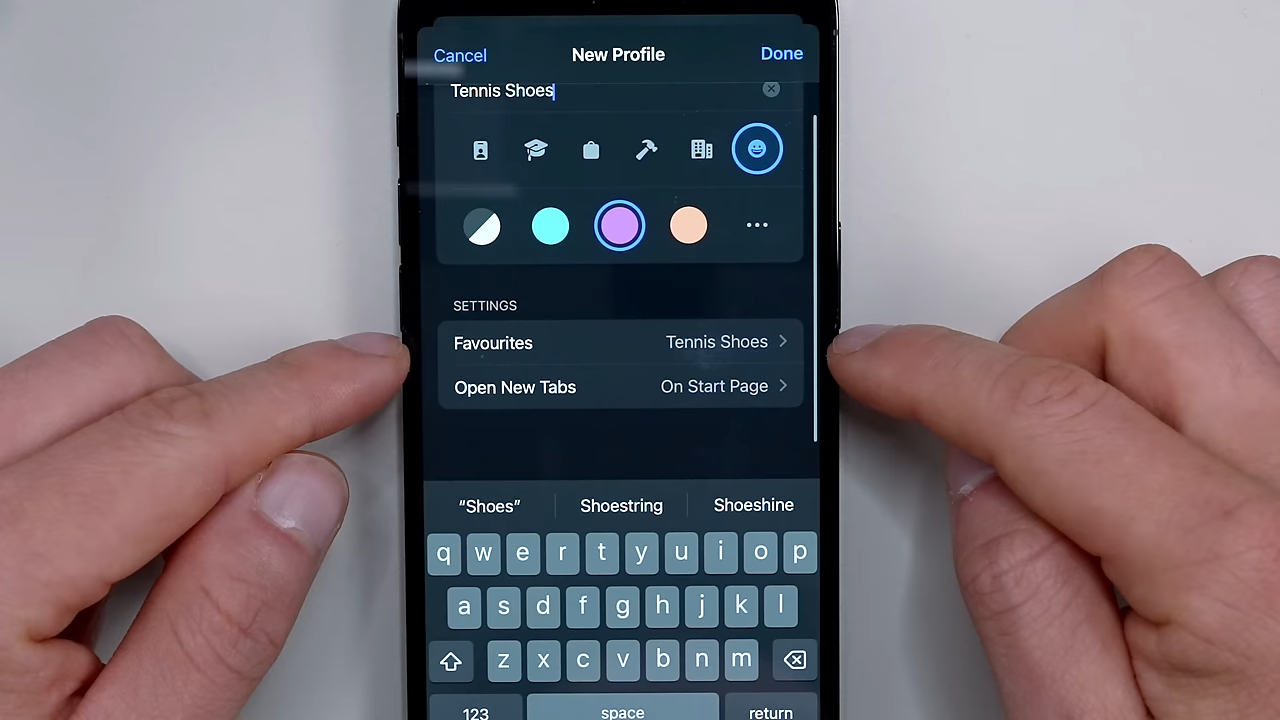 Cancel New Profile Done
Tennis Shoes
SETTINGS
Favourites Tennis Shoes
Open New Tabs On Start Page
“Shoes” Shoestring Shoeshine
q w e r t y u i o p
a s d f g h j k l
z x c v b n m
123 space return